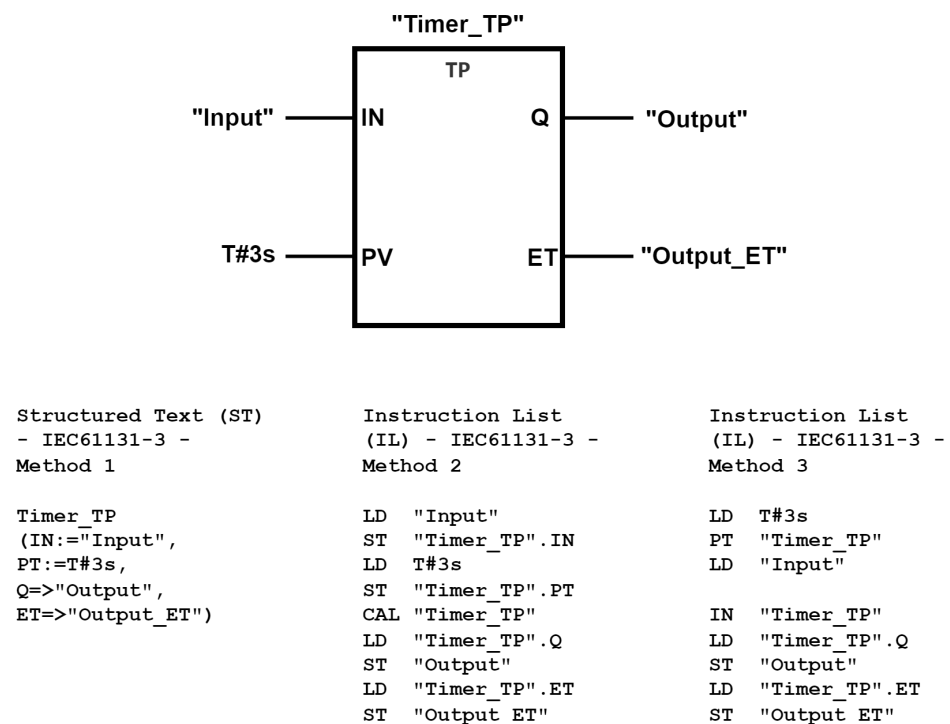 "Timer_TP"
TP
"Input" IN Q "Output"
T#3s PV ET "Output_ET"
Structured Text (ST)
- IEC61131-3 -
Method 1
Timer_TP
(IN:="Input",
PT:=T#3s,
Q=>"Output",
ET=>"Output_ET")
Instruction List
(IL) - IEC61131-3 -
Method 2
LD "Input"
ST "Timer_TP".IN
LD T#3s
ST "Timer_TP".PT
CAL "Timer_TP"
LD "Timer_TP".Q
ST "Output"
LD "Timer_TP".ET
ST "Output_ET"
Instruction List
(IL) - IEC61131-3 -
Method 3
LD T#3s
PT "Timer_TP"
LD "Input"
IN "Timer_TP"
LD "Timer_TP".Q
ST "Output"
LD "Timer_TP".ET
ST "Output_ET"